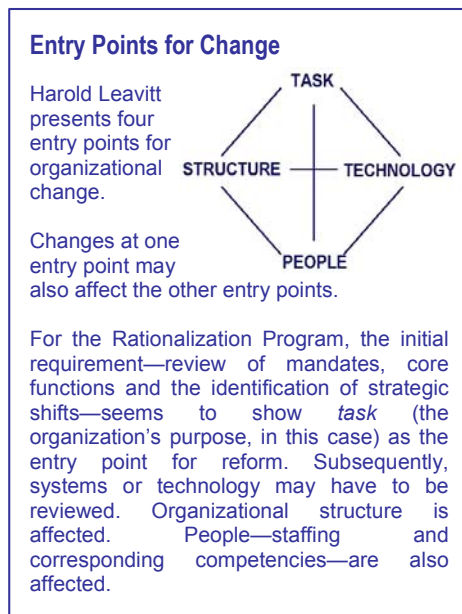 Entry Points for Change
Harold Leavitt
presents four
entry points for
organizational
change.
TASK
STRUCTURE
TECHNOLOGY
PEOPLE
Changes at one
entry point may
also affect the other entry points.
For the Rationalization Program, the initial
requirement—review of mandates, core
functions and the identification of strategic
shifts—seems to show task (the
organization's purpose, in this case) as the
entry point for reform. Subsequently,
systems or technology may have to be
reviewed. Organizational structure is
affected. People—staffing and
corresponding competencies—are also
affected.